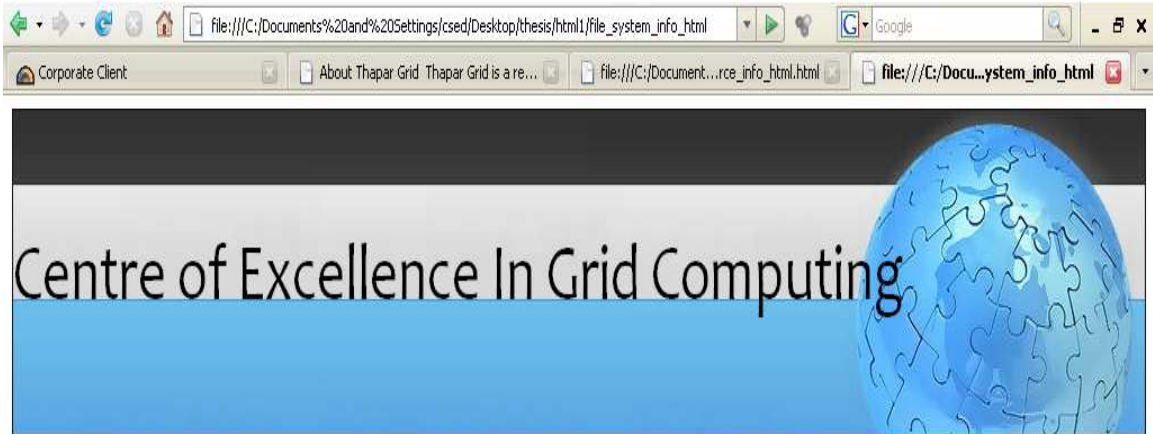 file:///C:/Documents%20and%20Settings/csed/Desktop/thesis/html1/file_system_info_html
G Google
Corporate Client
About Thapar Grid Thapar Grid is a re...
file:///C:/Document...rce_info_html.html
file:///C:/Docu...ystem_info_html
Centre of Excellence In Grid Computing